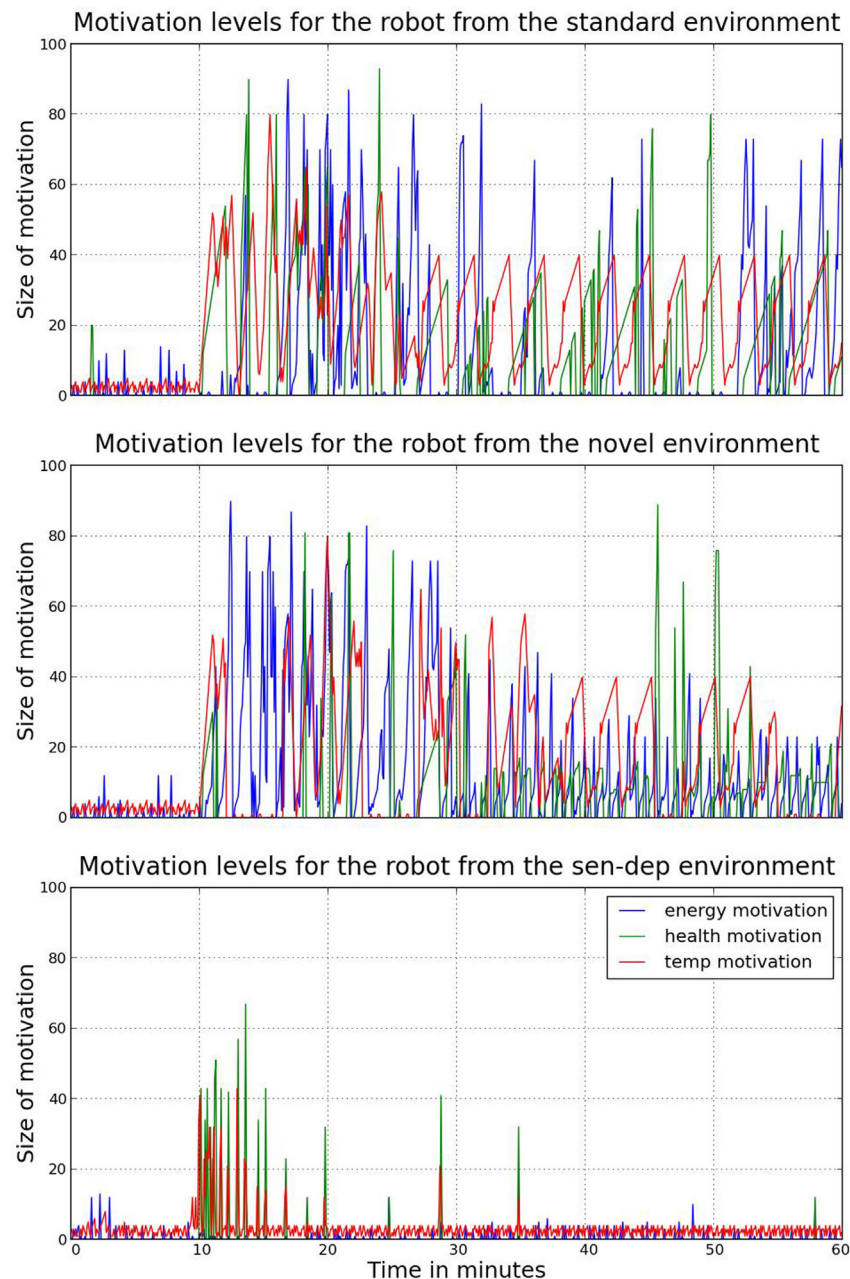 Motivation levels for the robot from the standard environment
100
80
60
40
20
0
Size of motivation
Motivation levels for the robot from the novel environment
100
80
60
40
20
0
Size of motivation
Motivation levels for the robot from the sen-dep environment
100
80
60
40
20
0
Size of motivation
energy motivation
health motivation
temp motivation
0 10 20 30 40 50 60
Time in minutes